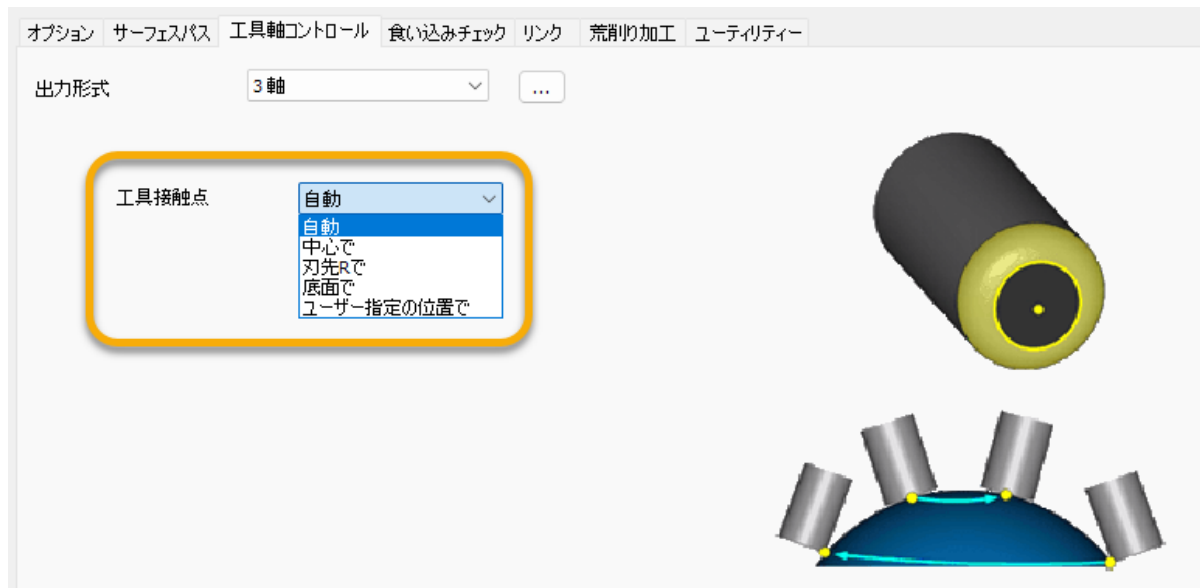 オプション サーフェスパス 工具軸コントロール 食い込みチェック リンク 荒削り加工 ユーティリティー
出力形式 3軸 ...
工具接触点 自動
自動
中心で
刃先Rで
底面で
ユーザー指定の位置で